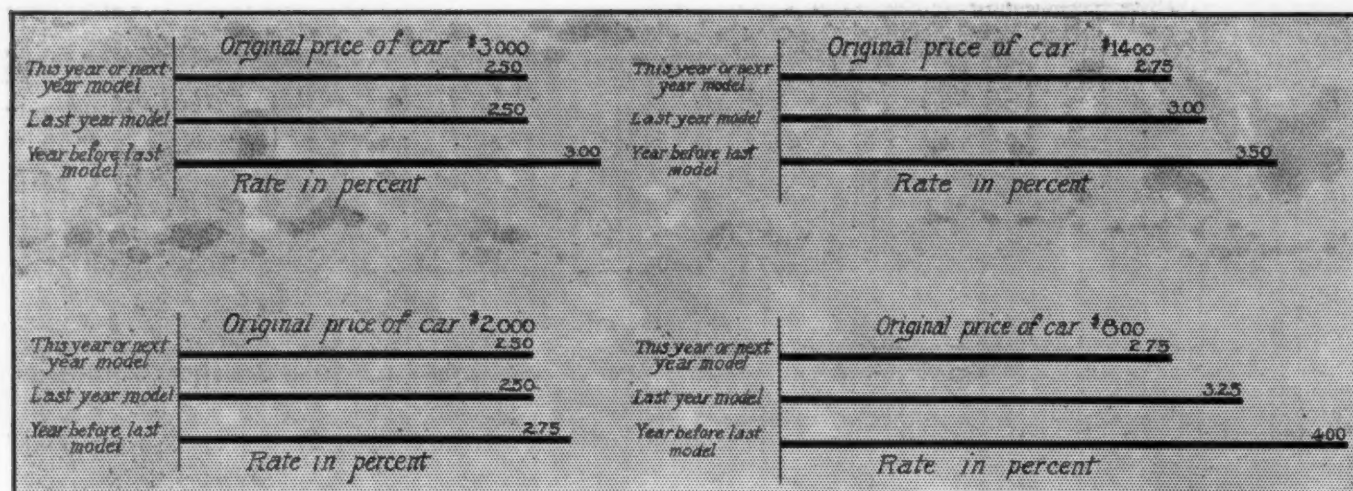 Original price of car $3000
This year or next
year model
2.50
Last year model
2.50
Year before last
model
3.00
Rate in percent
Original price of car $1400
This year or next
year model
2.75
Last year model
3.00
Year before last
model
3.50
Rate in percent
Original price of car $2000
This year or next
year model
2.50
Last year model
2.50
Year before last
model
2.75
Rate in percent
Original price of car $800
This year or next
year model
2.75
Last year model
3.25
Year before last
model
4.00
Rate in percent